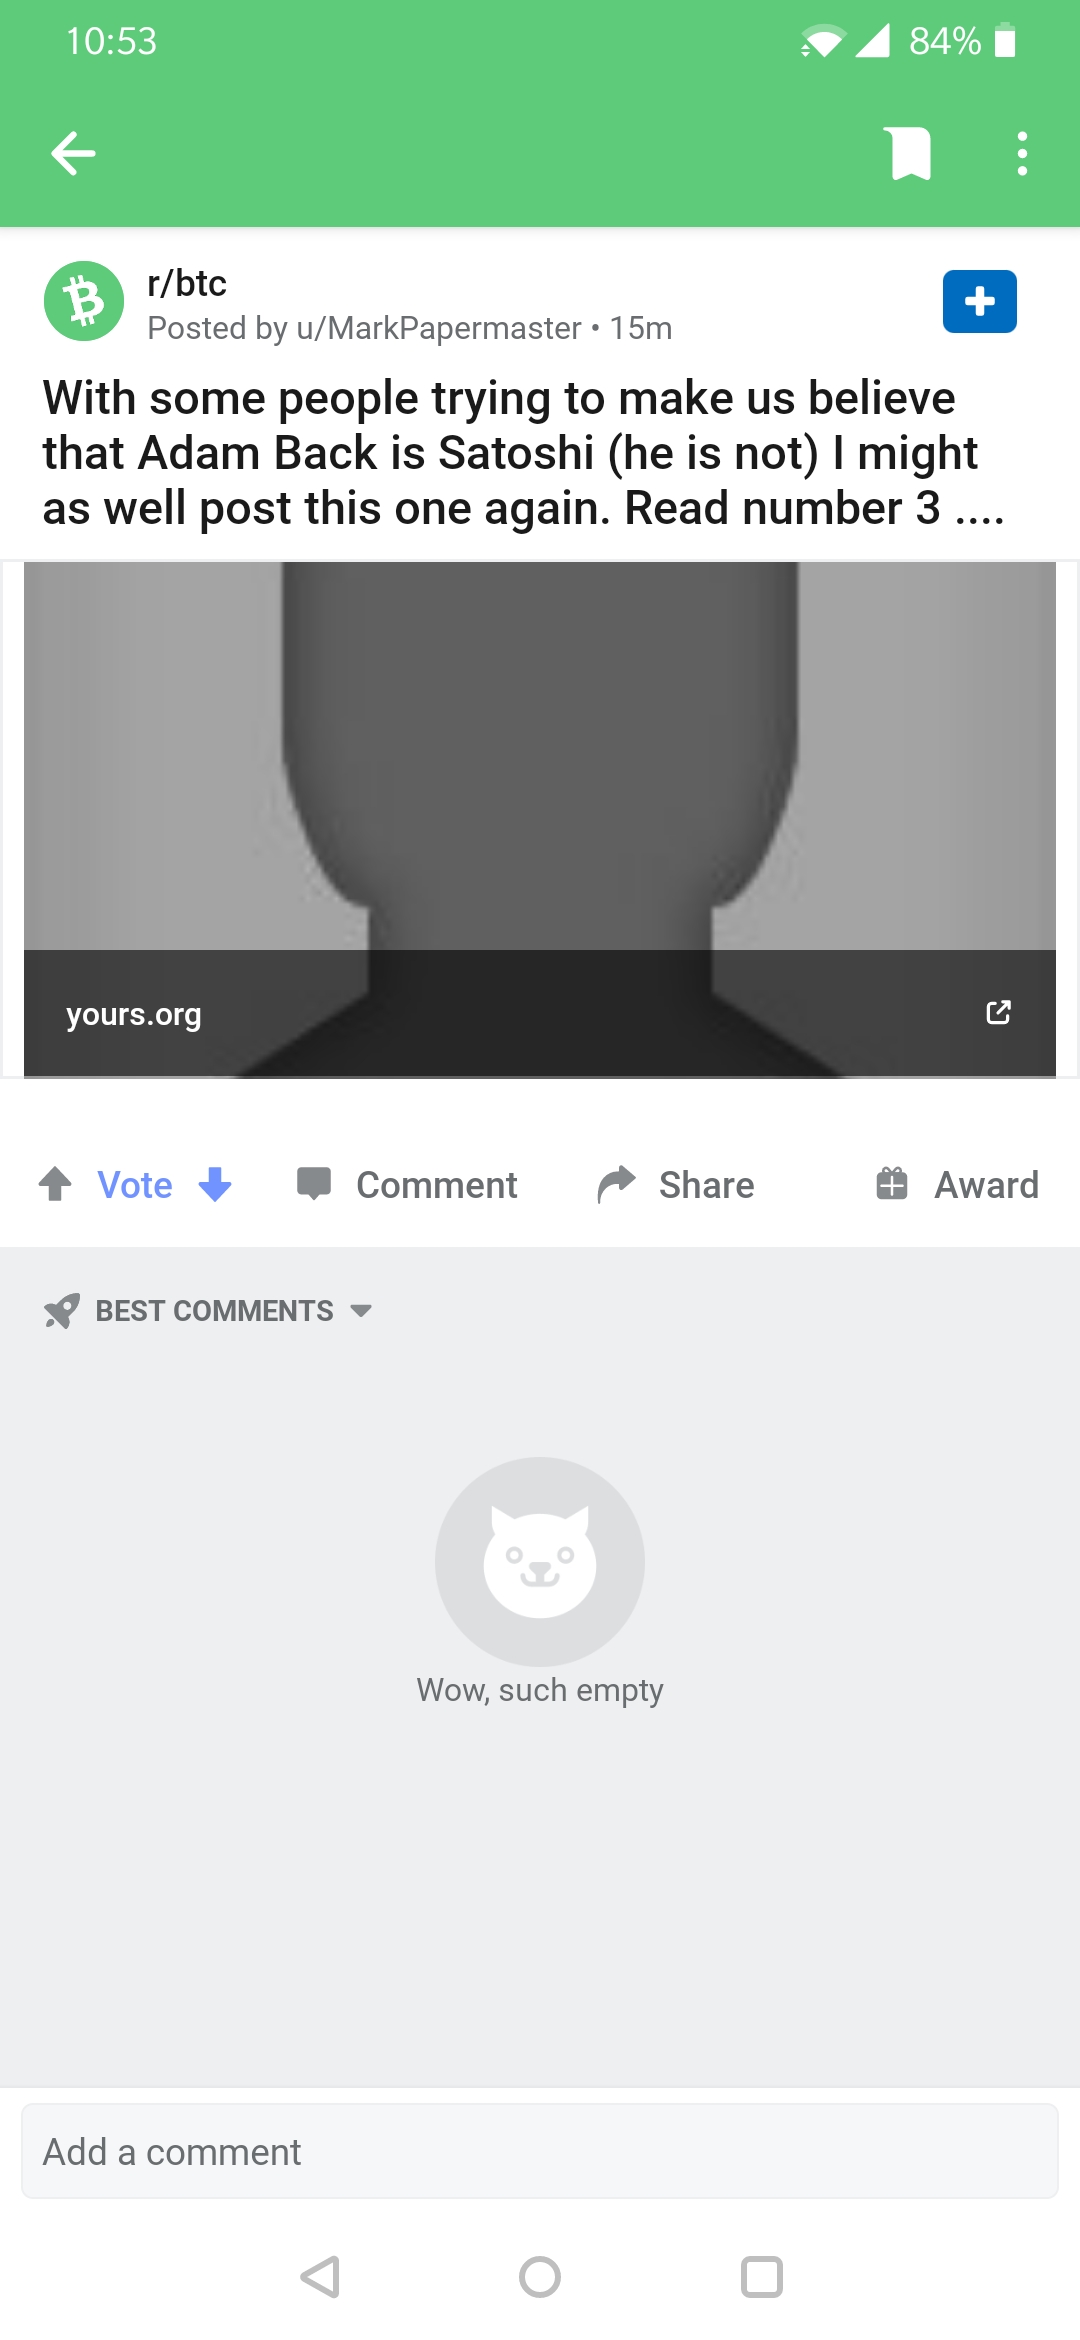 10:53
84%
r/btc
Posted by u/MarkPapermaster • 15m
With some people trying to make us believe
that Adam Back is Satoshi (he is not) I might
as well post this one again. Read number 3 ....
yours.org
Vote
Comment
Share
Award
BEST COMMENTS
Wow, such empty
Add a comment